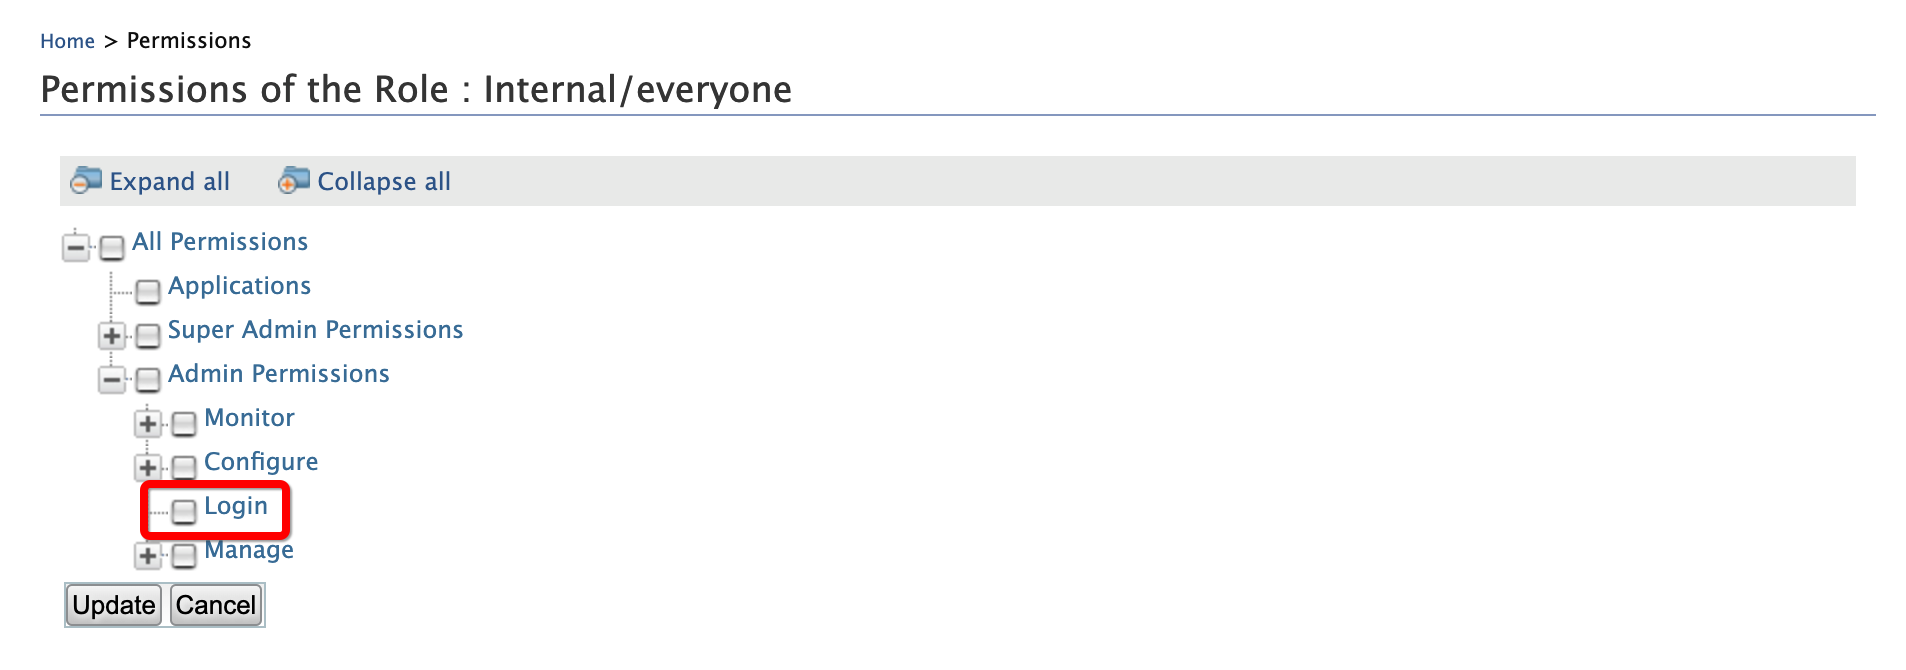 Home > Permissions
Permissions of the Role : Internal/everyone
Expand all Collapse all
All Permissions
Applications
Super Admin Permissions
Admin Permissions
Monitor
Configure
Login
Manage
Update Cancel